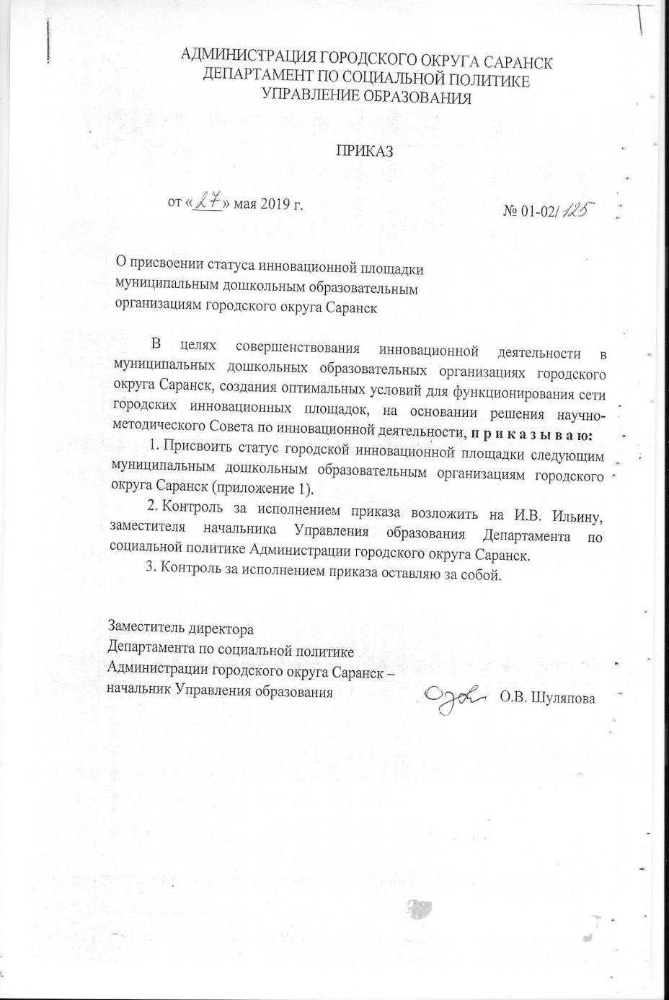 АДМИНИСТРАЦИЯ ГОРОДСКОГО ОКРУГА САРАНСК
ДЕПАРТАМЕНТ ПО СОЦИАЛЬНОЙ ПОЛИТИКЕ
УПРАВЛЕНИЕ ОБРАЗОВАНИЯ
ПРИКАЗ
от «27» мая 2019 г.
№ 01-02/125
О присвоении статуса инновационной площадки
муниципальным дошкольным образовательным
организациям городского округа Саранск
В целях совершенствования инновационной деятельности в
муниципальных дошкольных образовательных организациях городского
округа Саранск, создания оптимальных условий для функционирования сети
городских инновационных площадок, на основании решения научно-
методического Совета по инновационной деятельности, п р и к а з ы в а ю:
1. Присвоить статус городской инновационной площадки следующим
муниципальным дошкольным образовательным организациям городского
округа Саранск (приложение 1).
2. Контроль за исполнением приказа возложить на И.В. Ильину,
заместителя начальника Управления образования Департамента по
социальной политике Администрации городского округа Саранск.
3. Контроль за исполнением приказа оставляю за собой.
Заместитель директора
Департамента по социальной политике
Администрации городского округа Саранск –
начальник Управления образования
О.В. Шуляпова